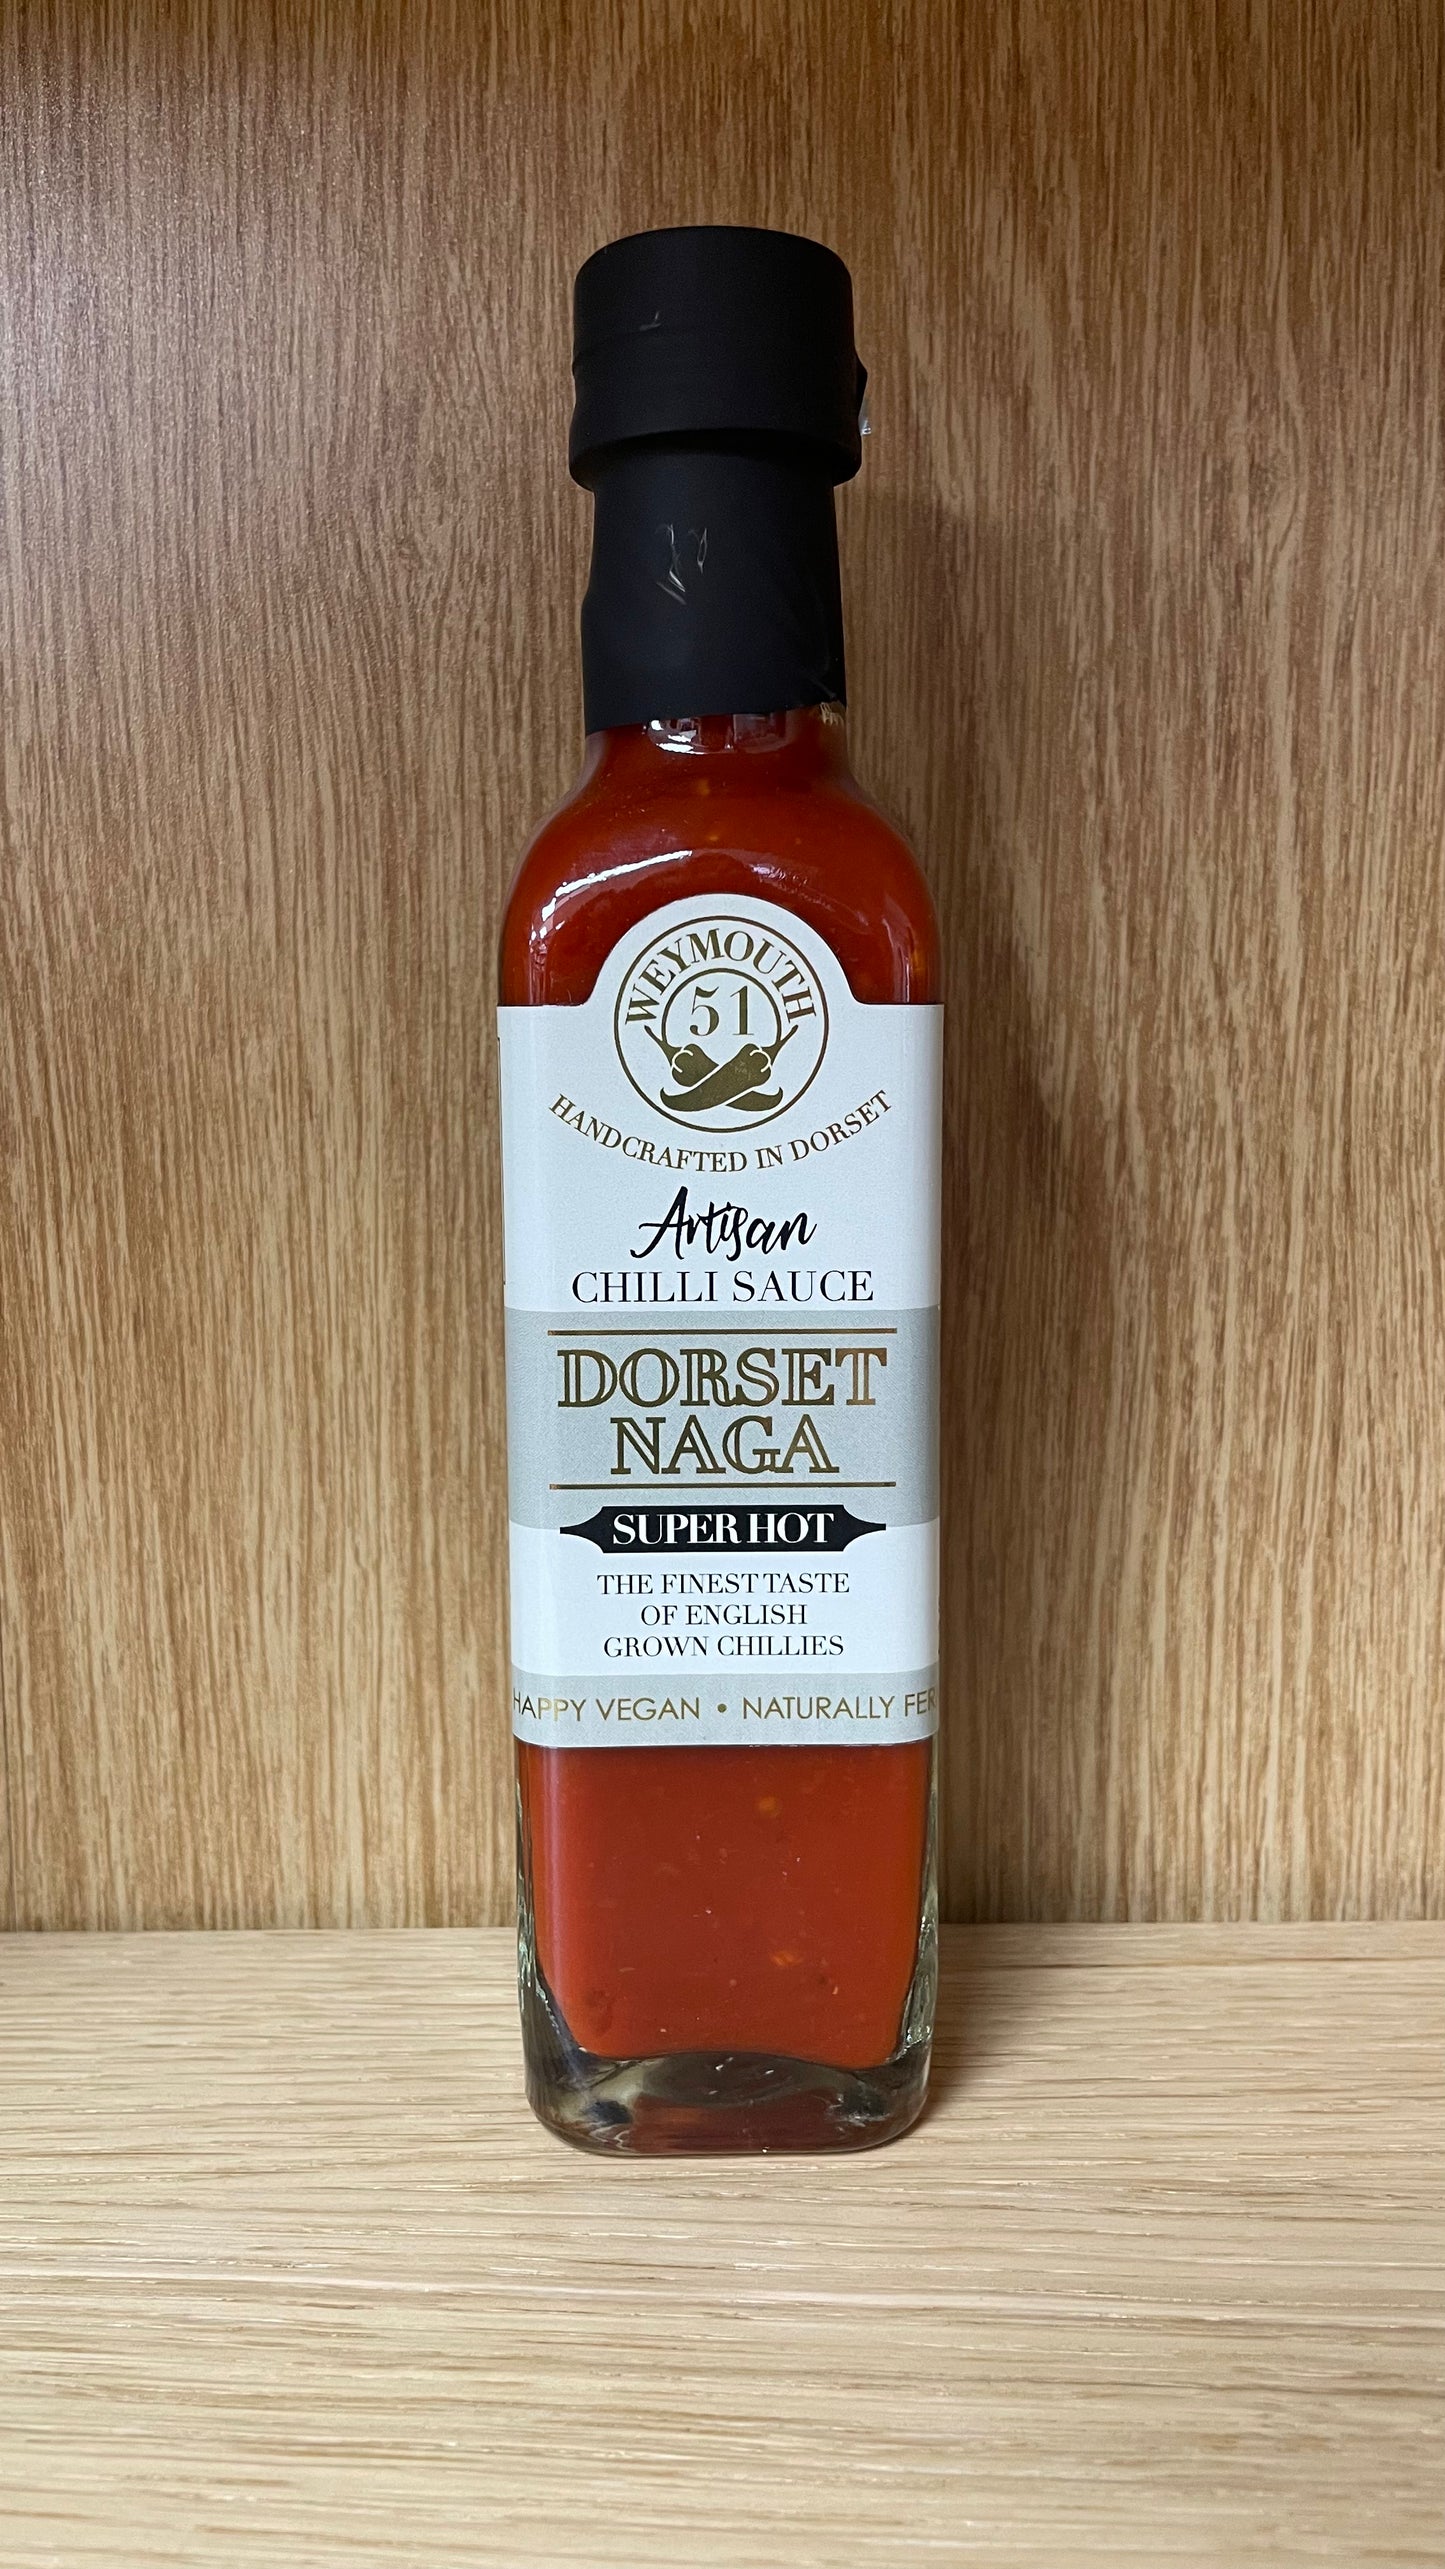 WEYMOUTH
51
HANDCRAFTED IN DORSET
Artisan
CHILLI SAUCE
DORSET
NAGA
SUPER HOT
THE FINEST TASTE
OF ENGLISH
GROWN CHILLIES
HAPPY VEGAN • NATURALLY FER